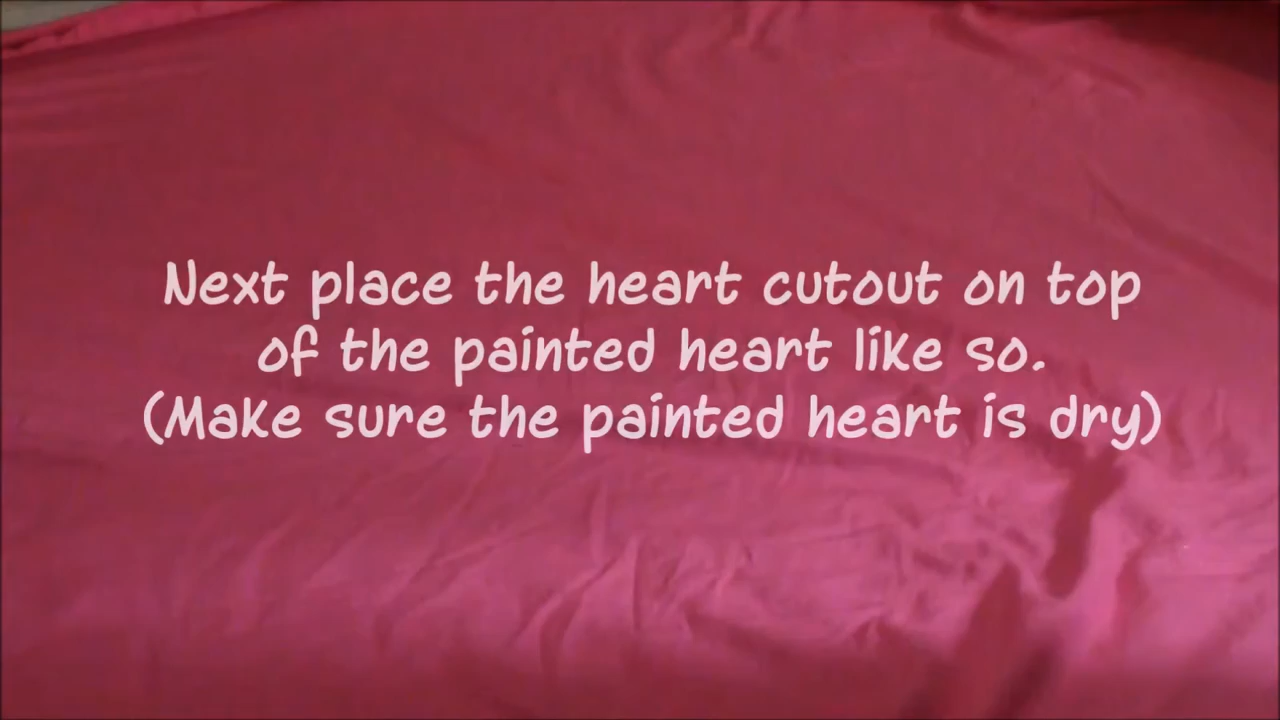 Next place the heart cutout on top
of the painted heart like so.
(Make sure the painted heart is dry)